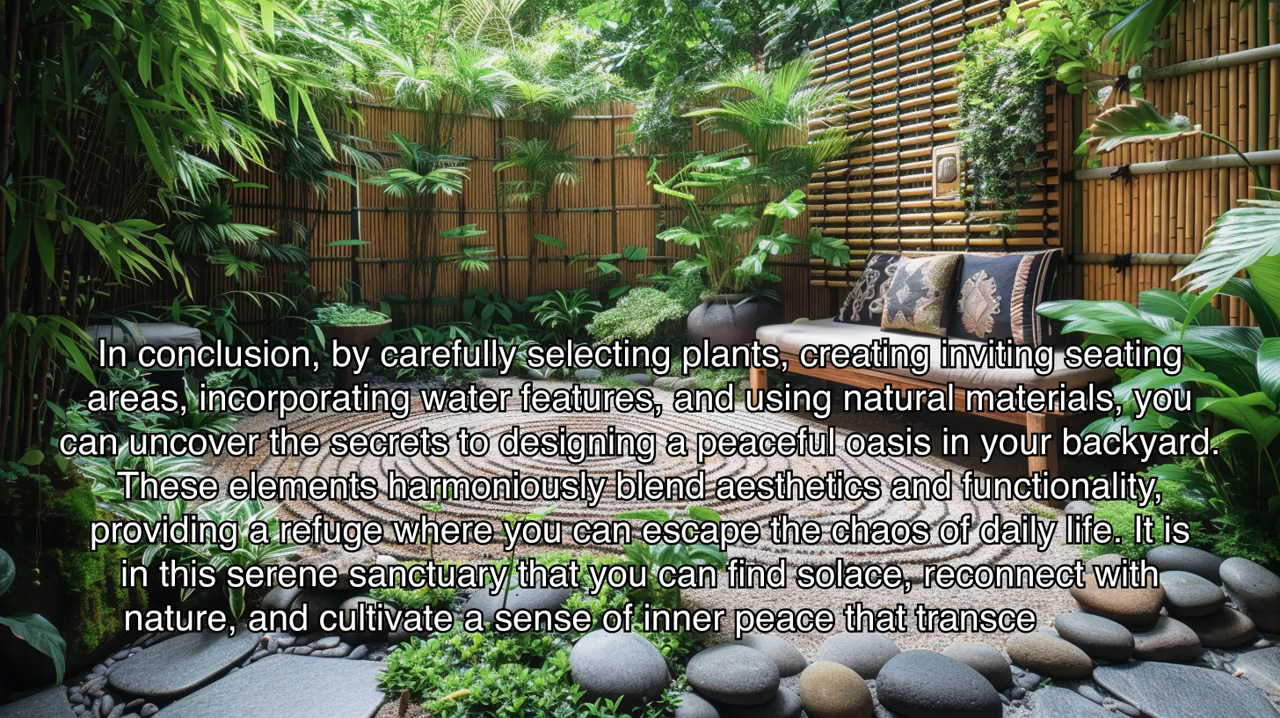 In conclusion, by carefully selecting plants, creating inviting seating
areas, incorporating water features, and using natural materials, you
can uncover the secrets to designing a peaceful oasis in your backyard.
These elements harmoniously blend aesthetics and functionality,
providing a refuge where you can escape the chaos of daily life. It is
in this serene sanctuary that you can find solace, reconnect with
nature, and cultivate a sense of inner peace that transce